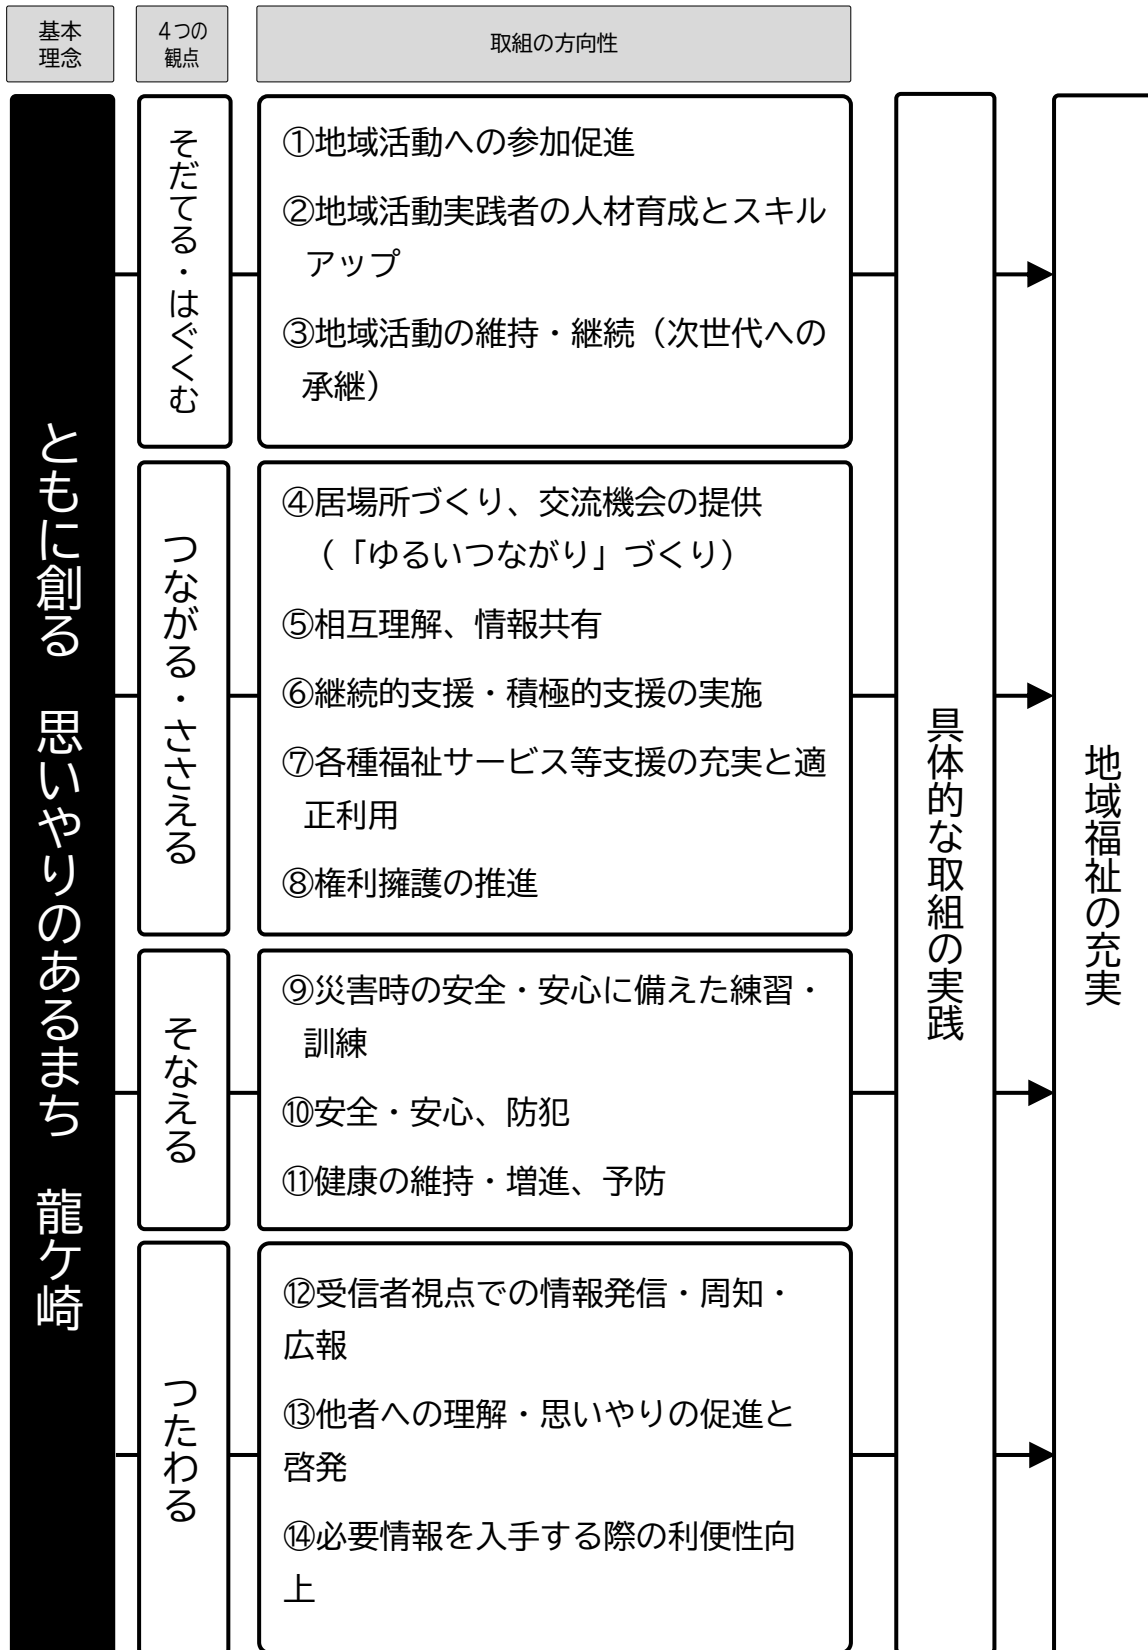 基本
理念
4つの
観点
取組の方向性
ともに創る　思いやりのあるまち　龍ケ崎
そだてる・はぐくむ
①地域活動への参加促進
②地域活動実践者の人材育成とスキル
アップ
③地域活動の維持・継続（次世代への
承継）
つながる・ささえる
④居場所づくり、交流機会の提供
（「ゆるいつながり」づくり）
⑤相互理解、情報共有
⑥継続的支援・積極的支援の実施
⑦各種福祉サービス等支援の充実と適
正利用
⑧権利擁護の推進
そなえる
⑨災害時の安全・安心に備えた練習・
訓練
⑩安全・安心、防犯
⑪健康の維持・増進、予防
つたわる
⑫受信者視点での情報発信・周知・
広報
⑬他者への理解・思いやりの促進と
啓発
⑭必要情報を入手する際の利便性向
上
具体的な取組の実践
地域福祉の充実